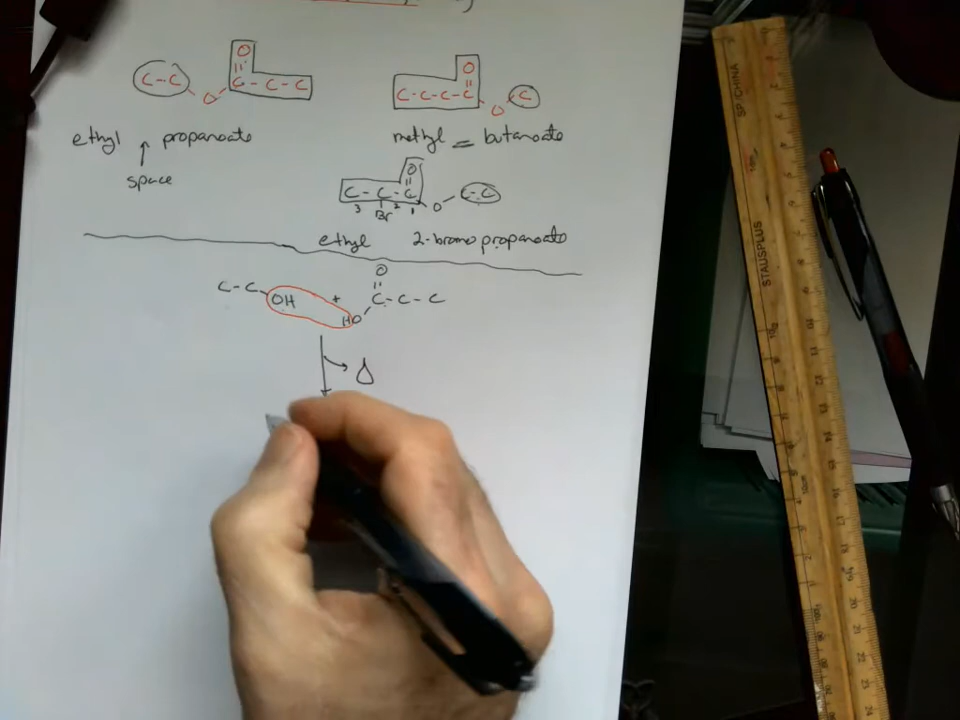 O O
C-C C-C-C C-C-C-C C
O O
ethyl propanoate methyl = butanoate
space
O
C-C-C O C-C
3 Br 2 1
ethyl 2-bromo propanoate
O
C-C OH + HO C-C-C
SP.CHINA
STAUSPLUS